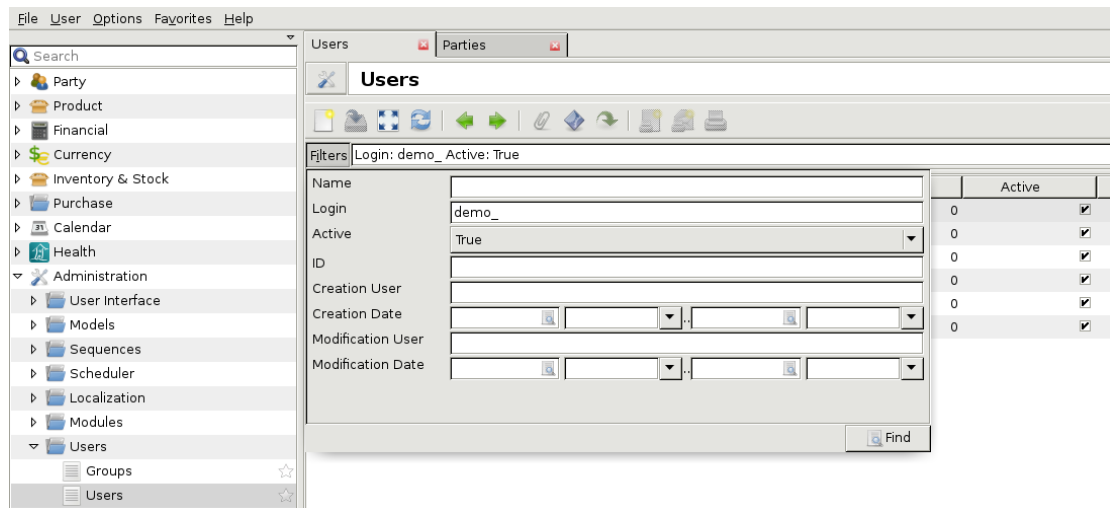 File User Options Favorites Help
Search
Party
Product
Financial
Currency
Inventory & Stock
Purchase
31 Calendar
Health
Administration
User Interface
Models
Sequences
Scheduler
Localization
Modules
Users
Groups
Users
Users Parties
Users
Filters Login: demo_ Active: True
Name
Login demo_
Active True
ID
Creation User
Creation Date ..
Modification User
Modification Date ..
Find
Active
0
0
0
0
0
0